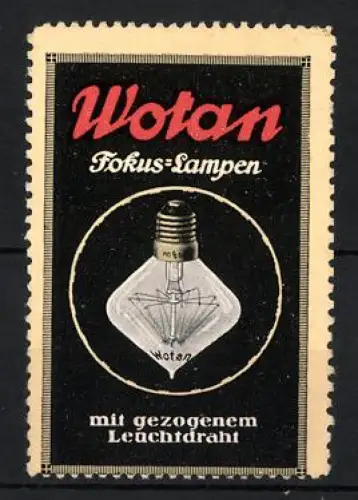 Wotan
Fokus=Lampen
Wotan
mit gezogenem
Leuchtdraht